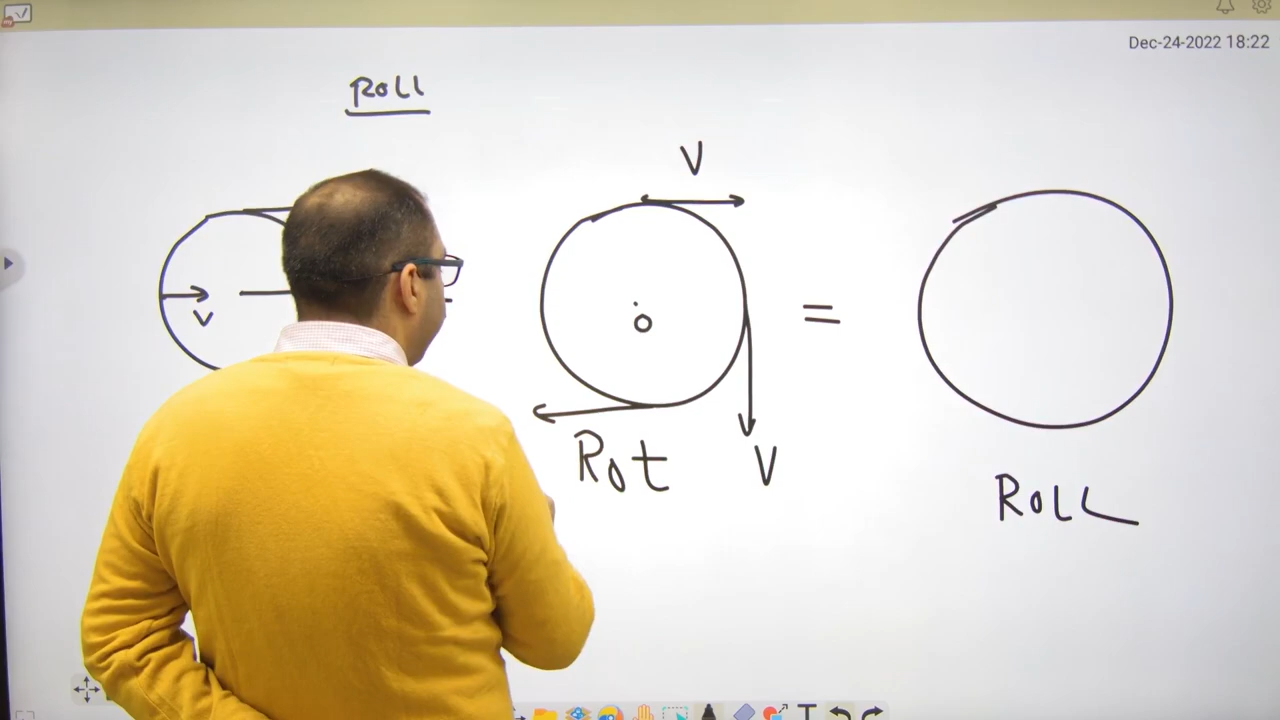 Dec-24-2022 18:22
ROLL
V
v
O
=
Rot
V
ROLL
T